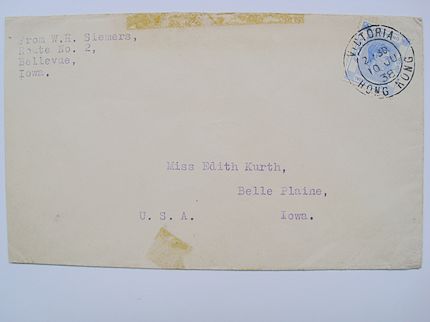 From W.H. Siemers,
Route No. 2,
Bellevue,
Iowa.
VICTORIA
10 JU
38
HONG KONG
Miss Edith Kurth,
Belle Plaine,
U. S. A. Iowa.